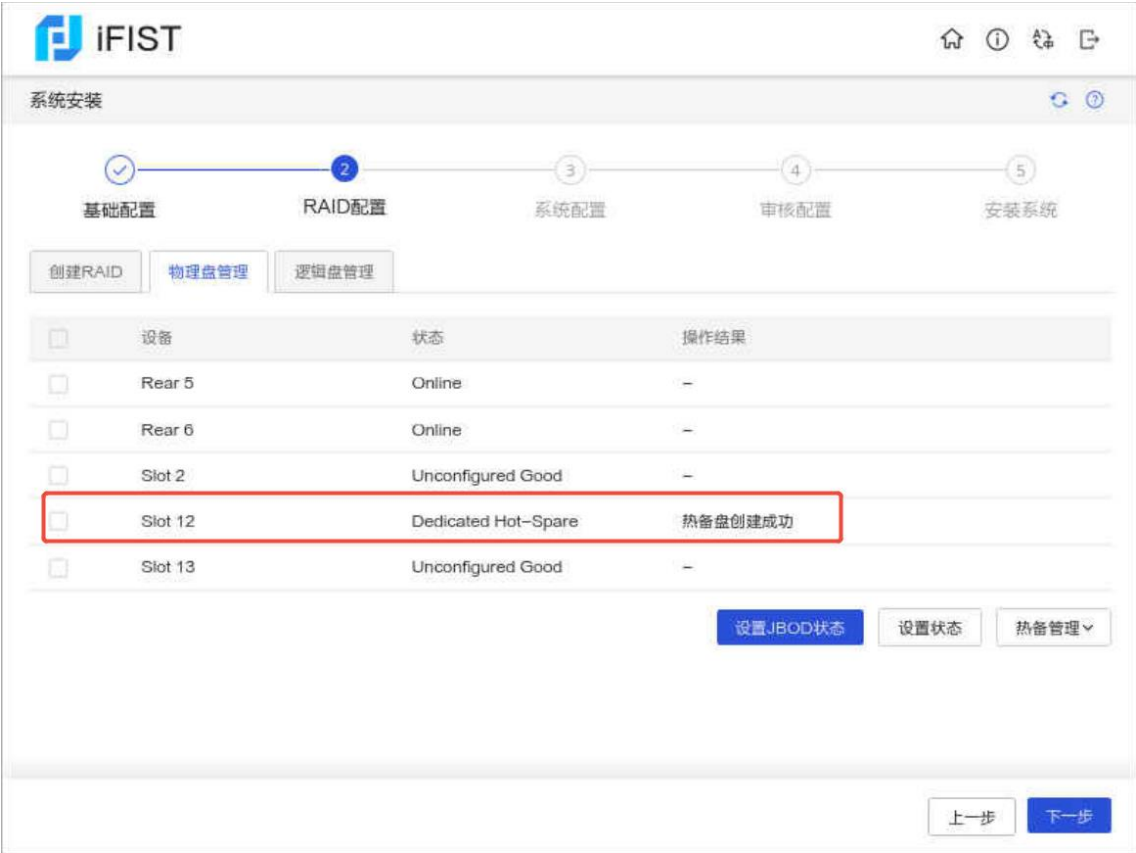 iFIST
系统安装
2 3 4 5
基础配置 RAID配置 系统配置 审核配置 安装系统
创建RAID 物理盘管理 逻辑盘管理
设备 状态 操作结果
Rear 5 Online –
Rear 6 Online –
Slot 2 Unconfigured Good –
Slot 12 Dedicated Hot–Spare 热备盘创建成功
Slot 13 Unconfigured Good –
设置JBOD状态 设置状态 热备管理
上一步 下一步